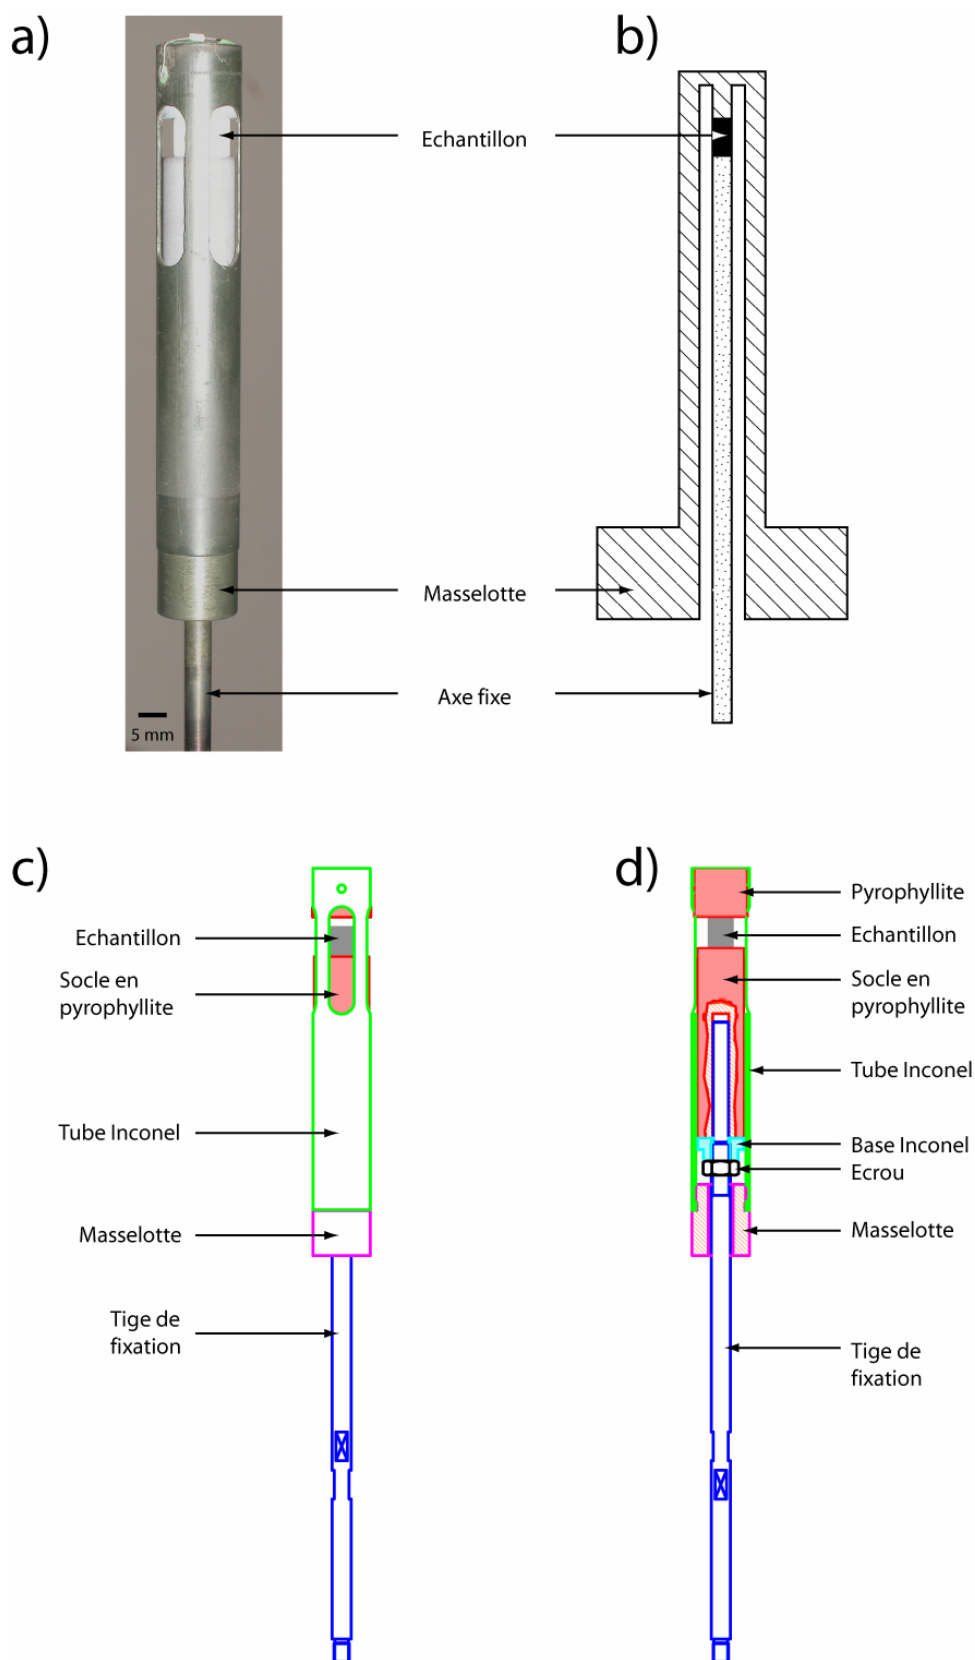 a)
b)
Echantillon
Masselotte
Axe fixe
5 mm
c)
d)
Echantillon
Socle en
pyrophyllite
Tube Inconel
Masselotte
Tige de
fixation
Pyrophyllite
Echantillon
Socle en
pyrophyllite
Tube Inconel
Base Inconel
Ecrou
Masselotte
Tige de
fixation